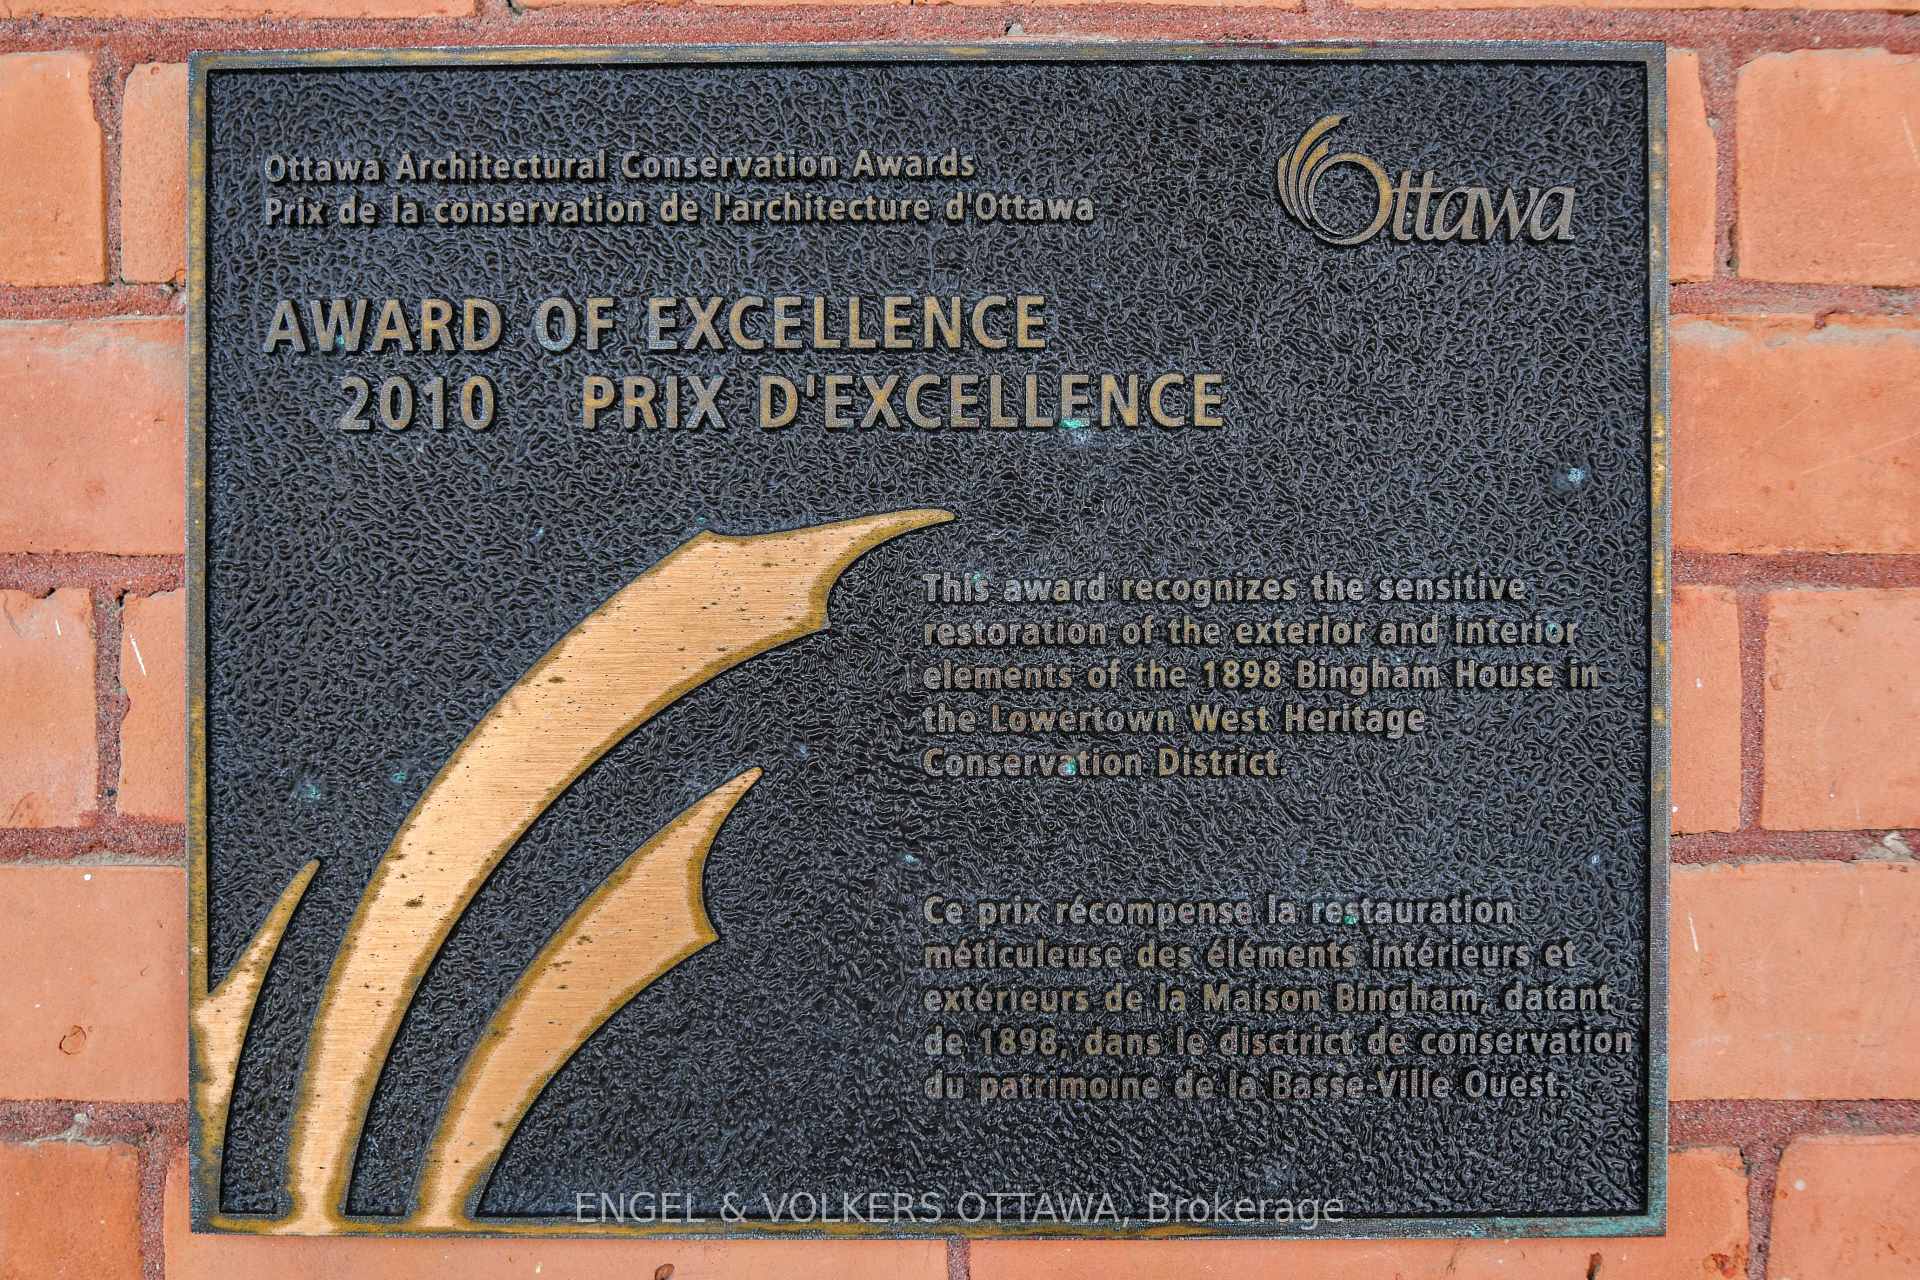 Ottawa Architectural Conservation Awards
Prix de la conservation de l'architecture d'Ottawa
Ottawa
AWARD OF EXCELLENCE
2010 PRIX D'EXCELLENCE
This award recognizes the sensitive
restoration of the exterior and interior
elements of the 1898 Bingham House in
the Lowertown West Heritage
Conservation District.
Ce prix récompense la restauration
méticuleuse des éléments intérieurs et
extérieurs de la Maison Bingham, datant
de 1898, dans le disctrict de conservation
du patrimoine de la Basse-Ville Ouest.
ENGEL & VOLKERS OTTAWA, Brokerage